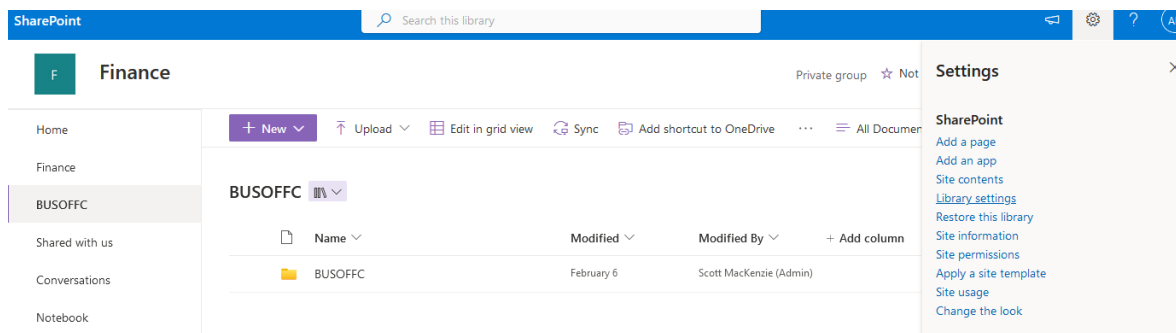 SharePoint
Search this library
?
F
Finance
Private group
Not
Settings
Home
Finance
BUSOFFC
Shared with us
Conversations
Notebook
+ New
Upload
Edit in grid view
Sync
Add shortcut to OneDrive
...
All Documen
BUSOFFC
Name
Modified
Modified By
+ Add column
BUSOFFC
February 6
Scott MacKenzie (Admin)
SharePoint
Add a page
Add an app
Site contents
Library settings
Restore this library
Site information
Site permissions
Apply a site template
Site usage
Change the look